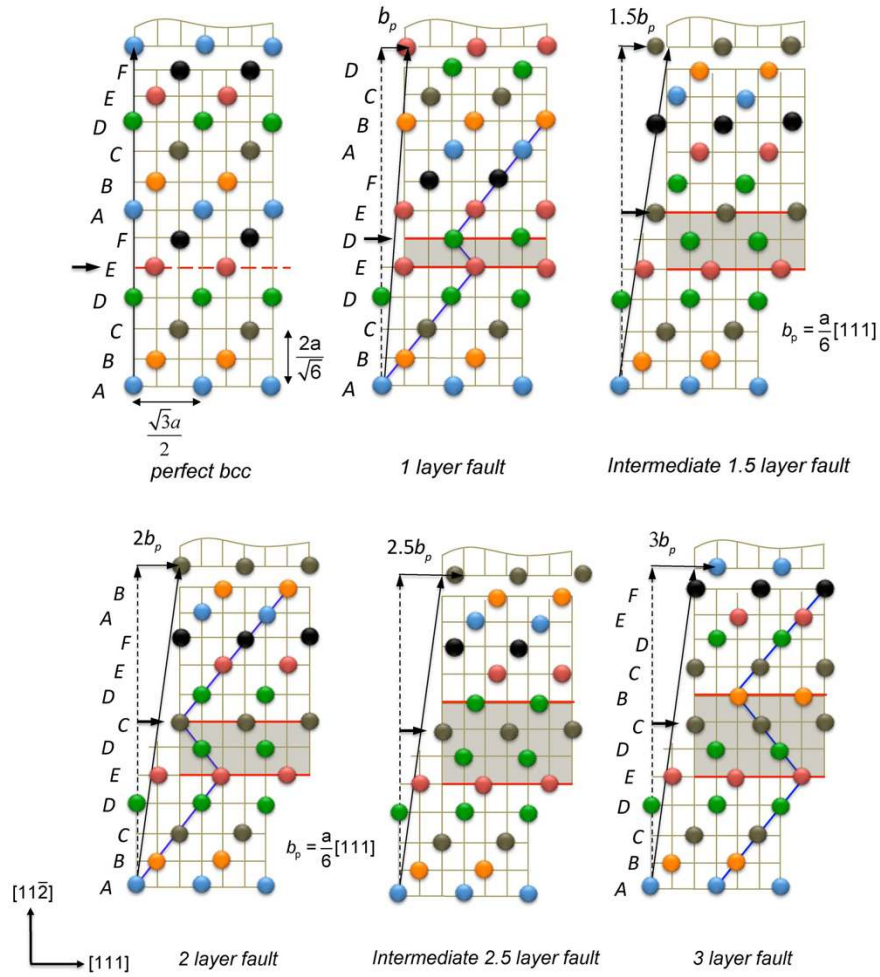 F
E
D
C
B
A
F
E
D
C
B
A
2a
√6
√3a
2
perfect bcc
b_p
D
C
B
A
F
E
D
E
D
C
B
A
1 layer fault
1.5b_p
b_p = a/6 [111]
Intermediate 1.5 layer fault
2b_p
B
A
F
E
D
C
D
E
D
C
B
A
b_p = a/6 [111]
2 layer fault
2.5b_p
Intermediate 2.5 layer fault
3b_p
F
E
D
C
B
C
D
E
D
C
B
A
3 layer fault
[112̄]
[111]